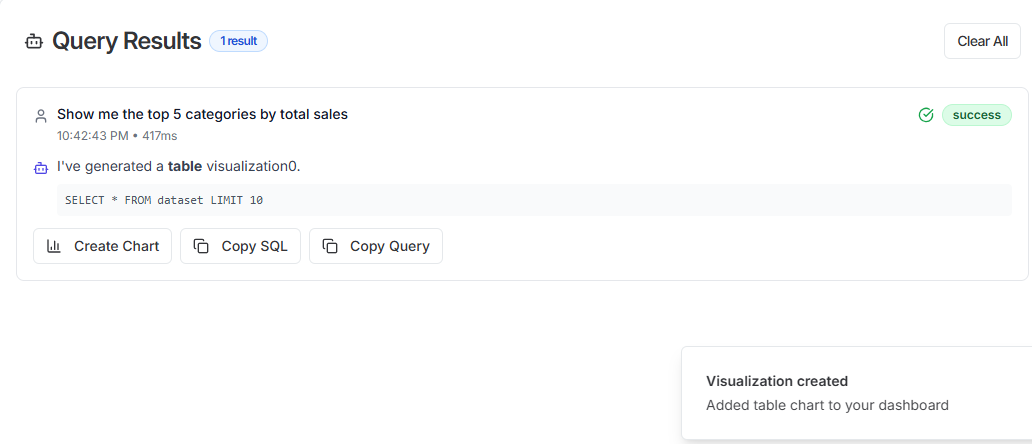 Query Results 1 result Clear All
Show me the top 5 categories by total sales success
10:42:43 PM • 417ms
I've generated a table visualization0.
SELECT * FROM dataset LIMIT 10
Create Chart Copy SQL Copy Query
Visualization created
Added table chart to your dashboard